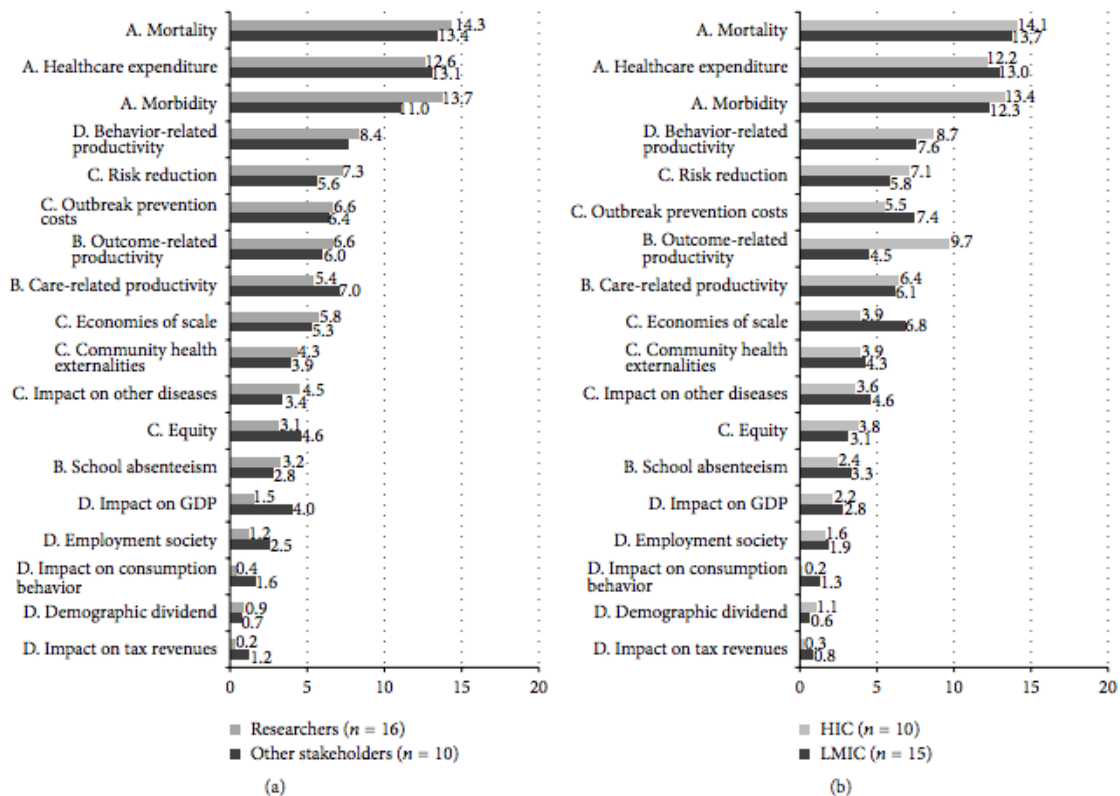 A. Mortality
14.3
13.4
A. Healthcare expenditure
12.6
13.1
A. Morbidity
13.7
11.0
D. Behavior-related
productivity
8.4
C. Risk reduction
7.3
5.6
C. Outbreak prevention
costs
6.6
6.4
B. Outcome-related
productivity
6.6
6.0
B. Care-related productivity
5.4
7.0
C. Economies of scale
5.8
5.3
C. Community health
externalities
4.3
3.9
C. Impact on other diseases
4.5
3.4
C. Equity
3.1
4.6
B. School absenteeism
3.2
2.8
D. Impact on GDP
1.5
4.0
D. Employment society
1.2
2.5
D. Impact on consumption
behavior
0.4
1.6
D. Demographic dividend
0.9
0.7
D. Impact on tax revenues
0.2
1.2
0 5 10 15 20
Researchers (n = 16)
Other stakeholders (n = 10)
(a)
A. Mortality
14.1
13.7
A. Healthcare expenditure
12.2
13.0
A. Morbidity
13.4
12.3
D. Behavior-related
productivity
8.7
7.6
C. Risk reduction
7.1
5.8
C. Outbreak prevention costs
5.5
7.4
B. Outcome-related
productivity
9.7
4.5
B. Care-related productivity
6.4
6.1
C. Economies of scale
3.9
6.8
C. Community health
externalities
3.9
4.3
C. Impact on other diseases
3.6
4.6
C. Equity
3.8
3.1
B. School absenteeism
2.4
3.3
D. Impact on GDP
2.2
2.8
D. Employment society
1.6
1.9
D. Impact on consumption
behavior
0.2
1.3
D. Demographic dividend
1.1
0.6
D. Impact on tax revenues
0.3
0.8
0 5 10 15 20
HIC (n = 10)
LMIC (n = 15)
(b)